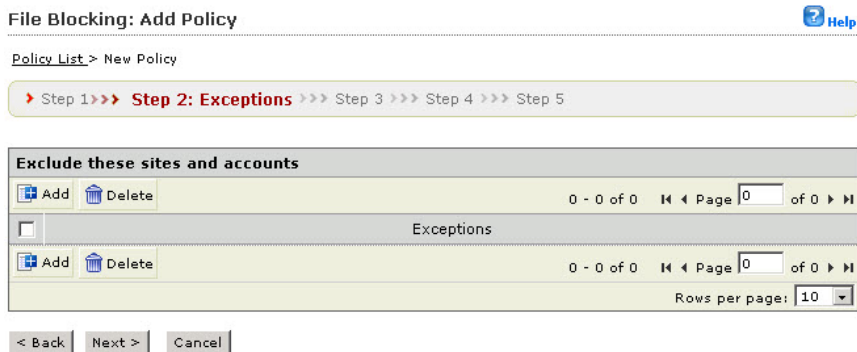 File Blocking: Add Policy
Help
Policy List > New Policy
Step 1 >>> Step 2: Exceptions >>> Step 3 >>> Step 4 >>> Step 5
Exclude these sites and accounts
Add Delete 0 - 0 of 0 Page 0 of 0
Exceptions
Add Delete 0 - 0 of 0 Page 0 of 0
Rows per page: 10
< Back Next > Cancel